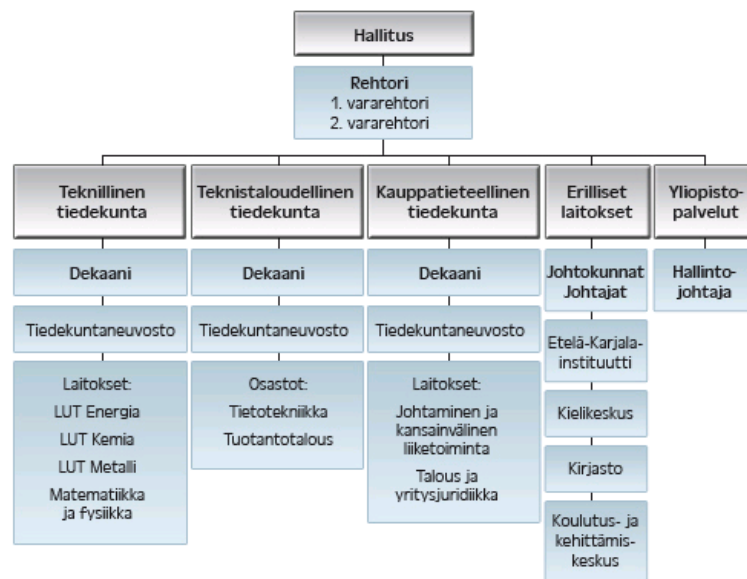 Hallitus
Rehtori
1. vararehtori
2. vararehtori
Teknillinen
tiedekunta
Dekaani
Tiedekuntaneuvosto
Laitokset:
LUT Energia
LUT Kemia
LUT Metalli
Matematiikka
ja fysiikka
Teknistaloudellinen
tiedekunta
Dekaani
Tiedekuntaneuvosto
Osastot:
Tietotekniikka
Tuotantotalous
Kauppatieteellinen
tiedekunta
Dekaani
Tiedekuntaneuvosto
Laitokset:
Johtaminen ja
kansainvälinen
liiketoiminta
Talous ja
yritysjuridiikka
Erilliset
laitokset
Johtokunnat
Johtajat
Etelä-Karjala-
instituutti
Kielikeskus
Kirjasto
Koulutus- ja
kehittämis-
keskus
Yliopisto-
palvelut
Hallinto-
johtaja